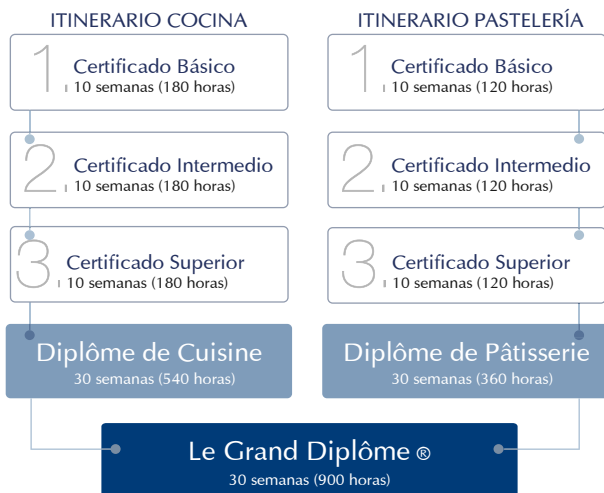 ITINERARIO COCINA
1. Certificado Básico
10 semanas (180 horas)
2. Certificado Intermedio
10 semanas (180 horas)
3. Certificado Superior
10 semanas (180 horas)
Diplôme de Cuisine
30 semanas (540 horas)
ITINERARIO PASTELERÍA
1. Certificado Básico
10 semanas (120 horas)
2. Certificado Intermedio
10 semanas (120 horas)
3. Certificado Superior
10 semanas (120 horas)
Diplôme de Pâtisserie
30 semanas (360 horas)
Le Grand Diplôme ®
30 semanas (900 horas)